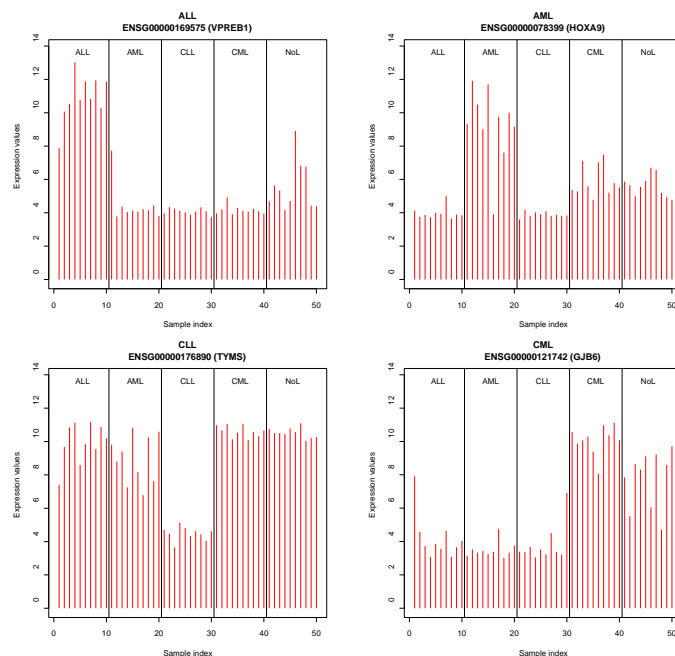 ALL
ENSG00000169575 (VPREB1)
ALL AML CLL CML NoL
Expression values
0 2 4 6 8 10 12 14
0 10 20 30 40 50
Sample index
AML
ENSG00000078399 (HOXA9)
ALL AML CLL CML NoL
Expression values
0 2 4 6 8 10 12 14
0 10 20 30 40 50
Sample index
CLL
ENSG00000176890 (TYMS)
ALL AML CLL CML NoL
Expression values
0 2 4 6 8 10 12 14
0 10 20 30 40 50
Sample index
CML
ENSG00000121742 (GJB6)
ALL AML CLL CML NoL
Expression values
0 2 4 6 8 10 12 14
0 10 20 30 40 50
Sample index